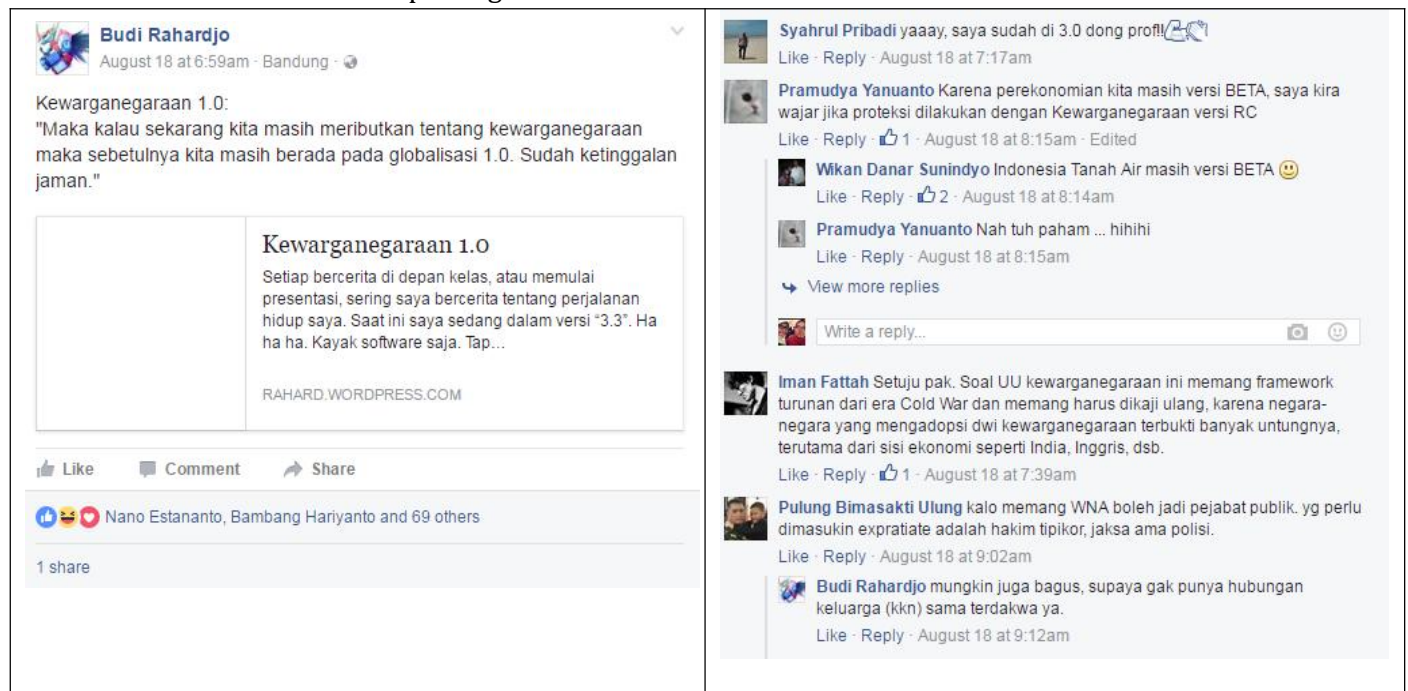 Budi Rahardjo
August 18 at 6:59am · Bandung ·
Kewarganegaraan 1.0:
"Maka kalau sekarang kita masih meributkan tentang kewarganegaraan
maka sebetulnya kita masih berada pada globalisasi 1.0. Sudah ketinggalan
jaman."
Kewarganegaraan 1.0
Setiap bercerita di depan kelas, atau memulai
presentasi, sering saya bercerita tentang perjalanan
hidup saya. Saat ini saya sedang dalam versi “3.3”. Ha
ha ha. Kayak software saja. Tap…
RAHARD.WORDPRESS.COM
Like Comment Share
Nano Estananto, Bambang Hariyanto and 69 others
1 share
Syahrul Pribadi yaaay, saya sudah di 3.0 dong prof!!
Like · Reply · August 18 at 7:17am
Pramudya Yanuanto Karena perekonomian kita masih versi BETA, saya kira
wajar jika proteksi dilakukan dengan Kewarganegaraan versi RC
Like · Reply · 1 · August 18 at 8:15am · Edited
Wikan Danar Sunindyo Indonesia Tanah Air masih versi BETA
Like · Reply · 2 · August 18 at 8:14am
Pramudya Yanuanto Nah tuh paham ... hihihi
Like · Reply · August 18 at 8:15am
View more replies
Write a reply...
Iman Fattah Setuju pak. Soal UU kewarganegaraan ini memang framework
turunan dari era Cold War dan memang harus dikaji ulang, karena negara-
negara yang mengadopsi dwi kewarganegaraan terbukti banyak untungnya,
terutama dari sisi ekonomi seperti India, Inggris, dsb.
Like · Reply · 1 · August 18 at 7:39am
Pulung Bimasakti Ulung kalo memang WNA boleh jadi pejabat publik. yg perlu
dimasukin expratiate adalah hakim tipikor, jaksa ama polisi.
Like · Reply · August 18 at 9:02am
Budi Rahardjo mungkin juga bagus, supaya gak punya hubungan
keluarga (kkn) sama terdakwa ya.
Like · Reply · August 18 at 9:12am